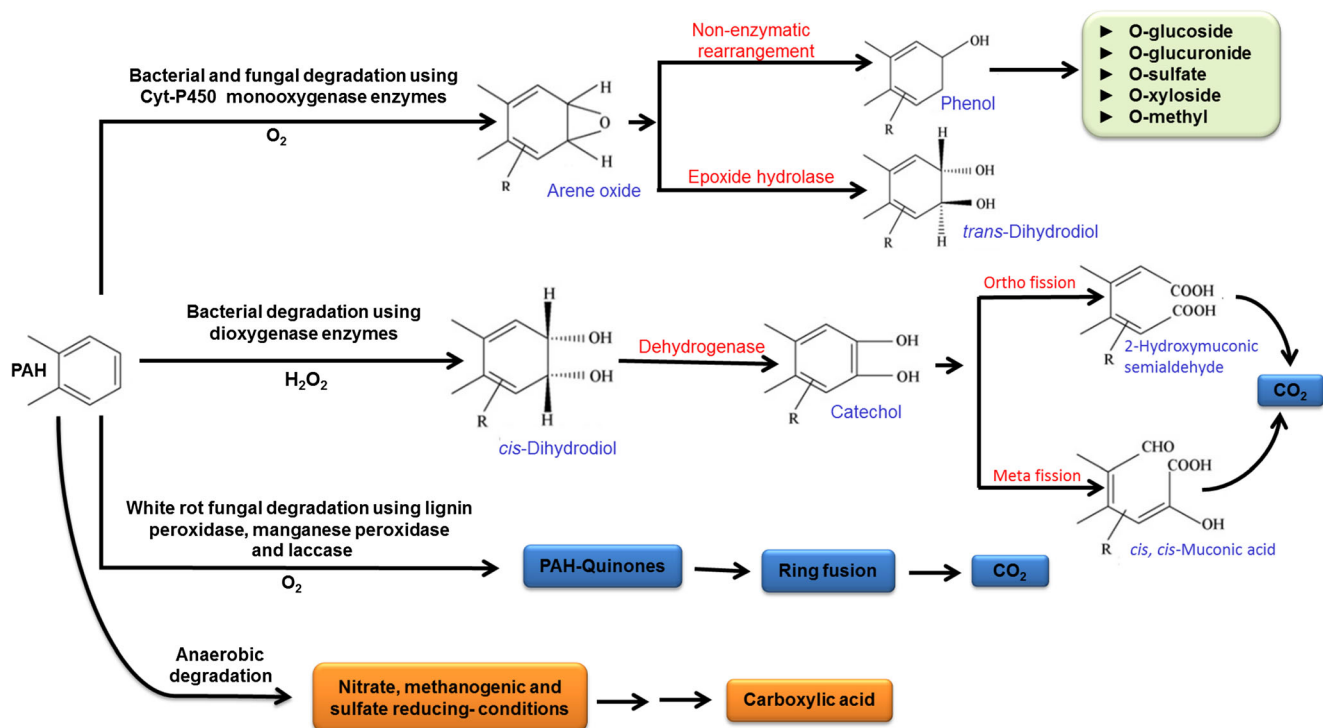 Bacterial and fungal degradation using
Cyt-P450 monooxygenase enzymes
O₂
H
O
H
R
Arene oxide
Non-enzymatic
rearrangement
OH
R
Phenol
► O-glucoside
► O-glucuronide
► O-sulfate
► O-xyloside
► O-methyl
Epoxide hydrolase
H
OH
OH
H
R
trans-Dihydrodiol
PAH
Bacterial degradation using
dioxygenase enzymes
H₂O₂
H
OH
OH
H
R
cis-Dihydrodiol
Dehydrogenase
OH
OH
R
Catechol
Ortho fission
COOH
COOH
R
2-Hydroxymuconic
semialdehyde
CO₂
Meta fission
CHO
COOH
OH
R
cis, cis-Muconic acid
White rot fungal degradation using lignin
peroxidase, manganese peroxidase
and laccase
O₂
PAH-Quinones
Ring fusion
CO₂
Anaerobic
degradation
Nitrate, methanogenic and
sulfate reducing- conditions
Carboxylic acid